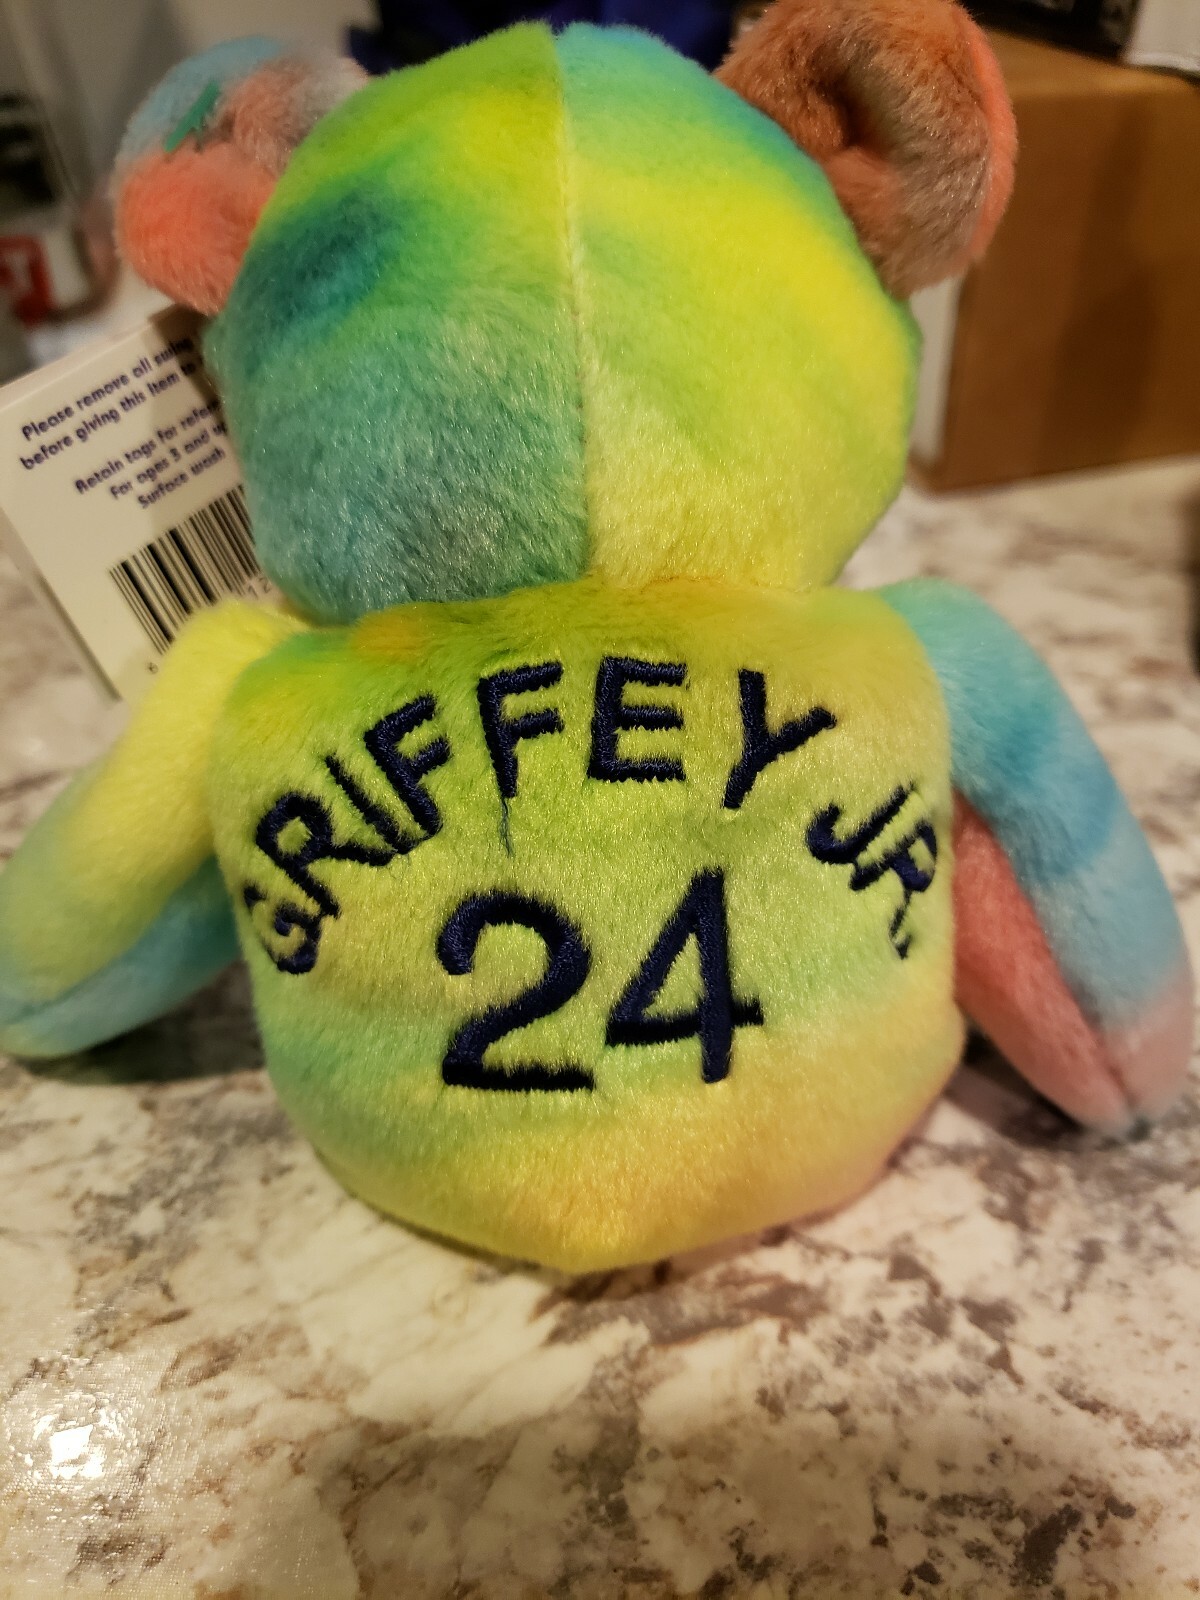 Please remove all
before giving this item
Retain tags for
For ages 3 and
Surface wash
GRIFFEY JR.
24